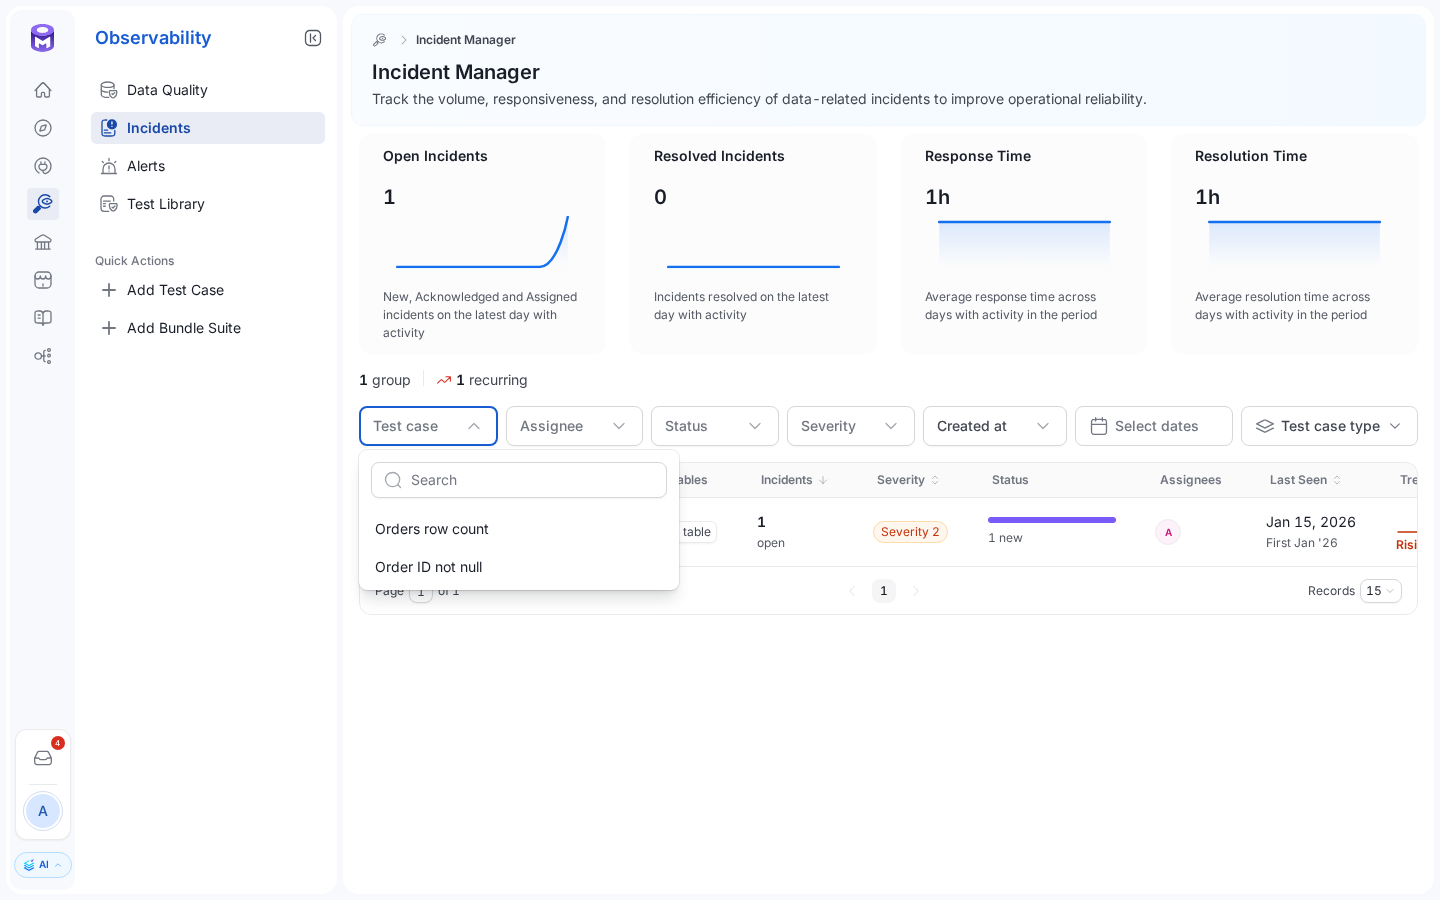 Observability
Data Quality
Incidents
Alerts
Test Library
Quick Actions
Add Test Case
Add Bundle Suite
4
A
AI
Incident Manager
Incident Manager
Track the volume, responsiveness, and resolution efficiency of data-related incidents to improve operational reliability.
Open Incidents
1
New, Acknowledged and Assigned
incidents on the latest day with
activity
Resolved Incidents
0
Incidents resolved on the latest
day with activity
Response Time
1h
Average response time across
days with activity in the period
Resolution Time
1h
Average resolution time across
days with activity in the period
1 group
1 recurring
Test case
Assignee
Status
Severity
Created at
Select dates
Test case type
Search
Orders row count
Order ID not null
ables
Incidents
Severity
Status
Assignees
Last Seen
Tre
table
1
open
Severity 2
1 new
A
Jan 15, 2026
First Jan '26
Risi
Page 1 of 1
1
Records 15